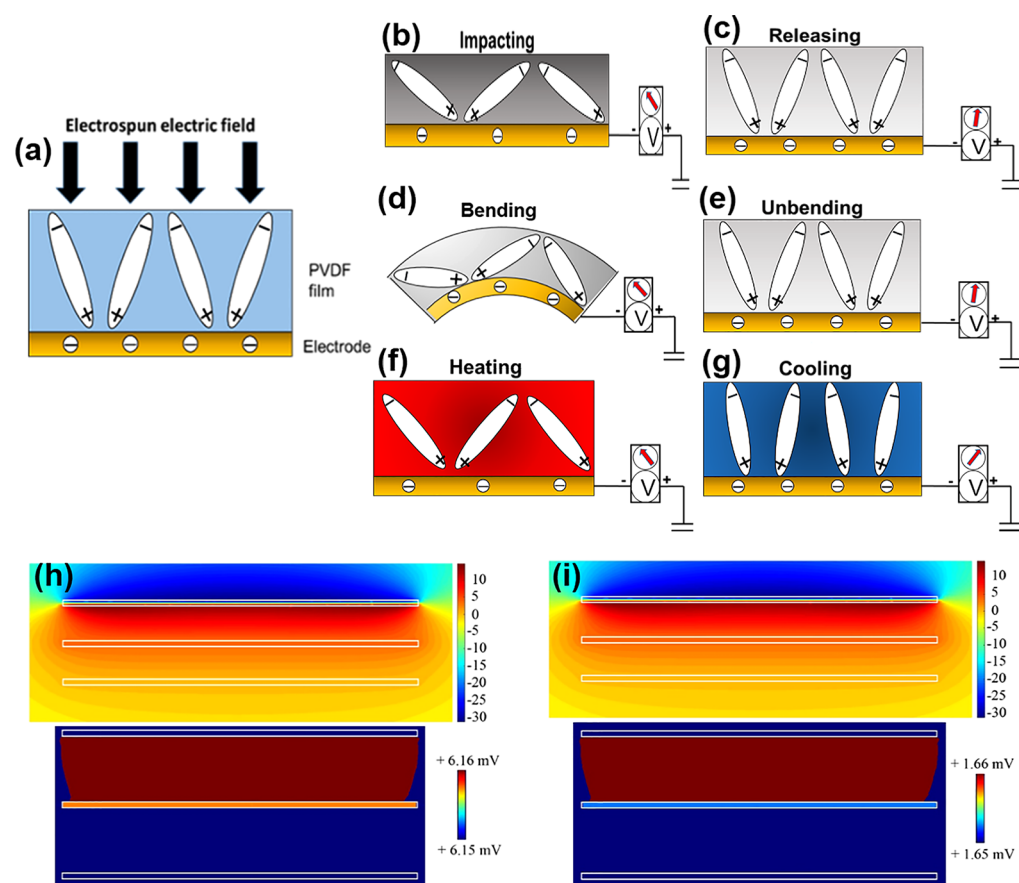 (a)
Electrospun electric field
PVDF
film
Electrode
(b)
Impacting
- +
V
(c)
Releasing
- +
V
(d)
Bending
- +
V
(e)
Unbending
- +
V
(f)
Heating
- +
V
(g)
Cooling
- +
V
(h)
10
5
0
-5
-10
-15
-20
-25
-30
+ 6.16 mV
+ 6.15 mV
(i)
10
5
0
-5
-10
-15
-20
-25
-30
+ 1.66 mV
+ 1.65 mV